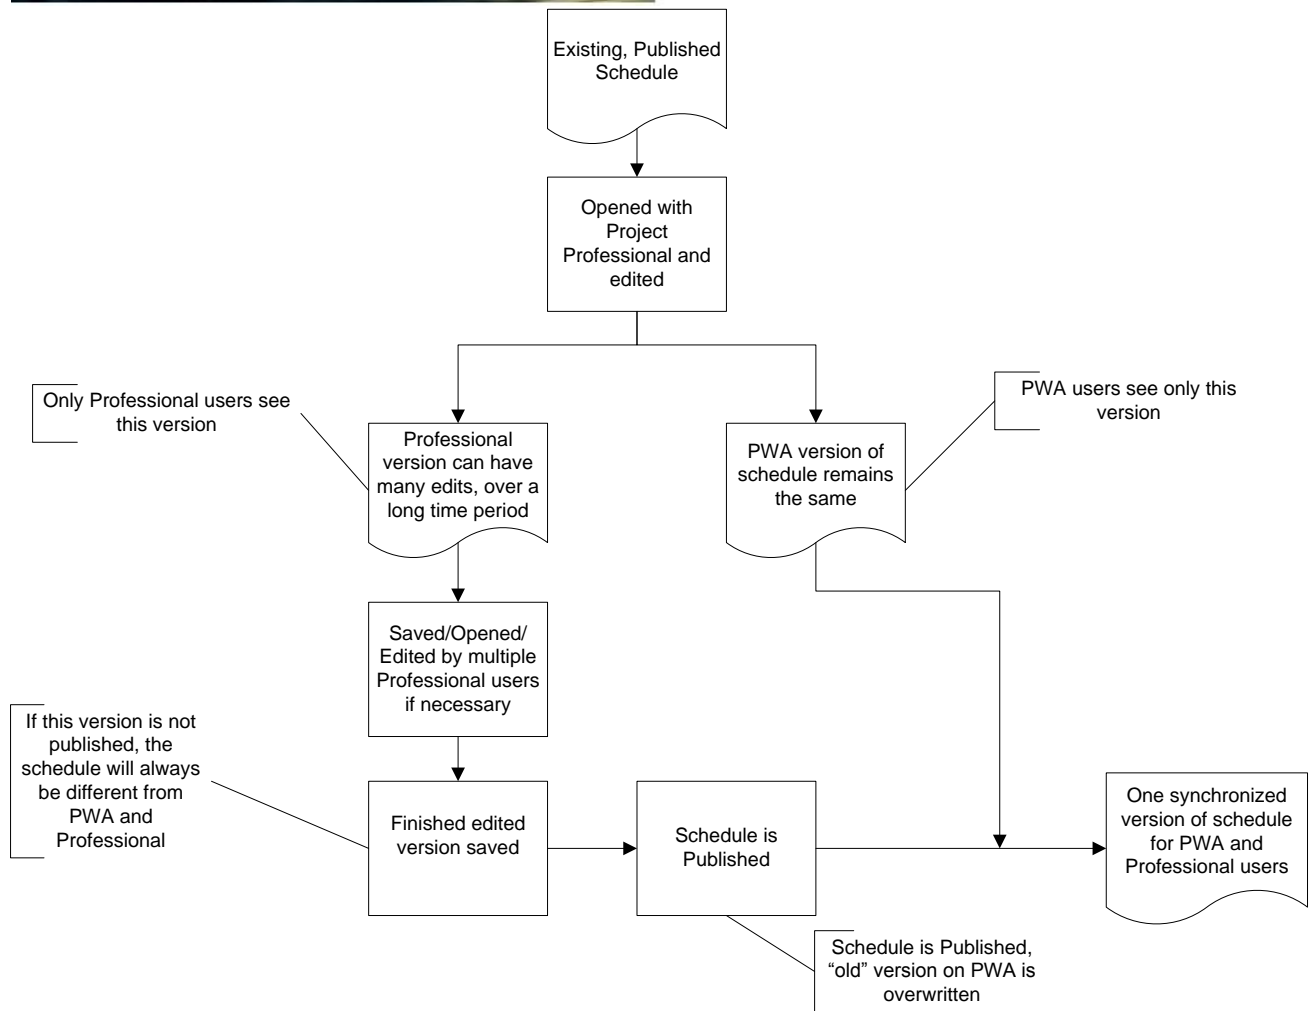 Existing, Published
Schedule
Opened with
Project
Professional and
edited
Only Professional users see
this version
PWA users see only this
version
Professional
version can have
many edits, over a
long time period
PWA version of
schedule remains
the same
Saved/Opened/
Edited by multiple
Professional users
if necessary
If this version is not
published, the
schedule will always
be different from
PWA and
Professional
Finished edited
version saved
Schedule is
Published
One synchronized
version of schedule
for PWA and
Professional users
Schedule is Published,
“old” version on PWA is
overwritten